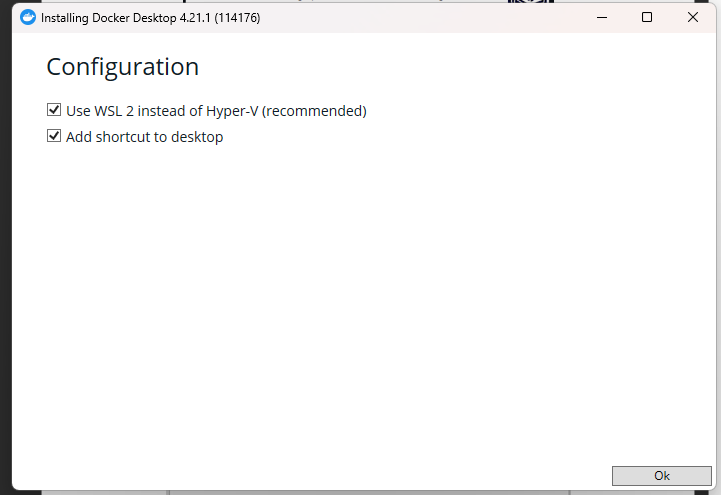 Installing Docker Desktop 4.21.1 (114176)
Configuration
Use WSL 2 instead of Hyper-V (recommended)
Add shortcut to desktop
Ok